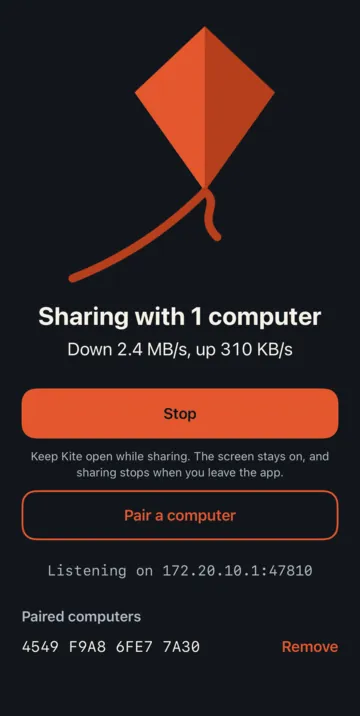 Sharing with 1 computer
Down 2.4 MB/s, up 310 KB/s
Stop
Keep Kite open while sharing. The screen stays on, and
sharing stops when you leave the app.
Pair a computer
Listening on 172.20.10.1:47810
Paired computers
4549 F9A8 6FE7 7A30 Remove